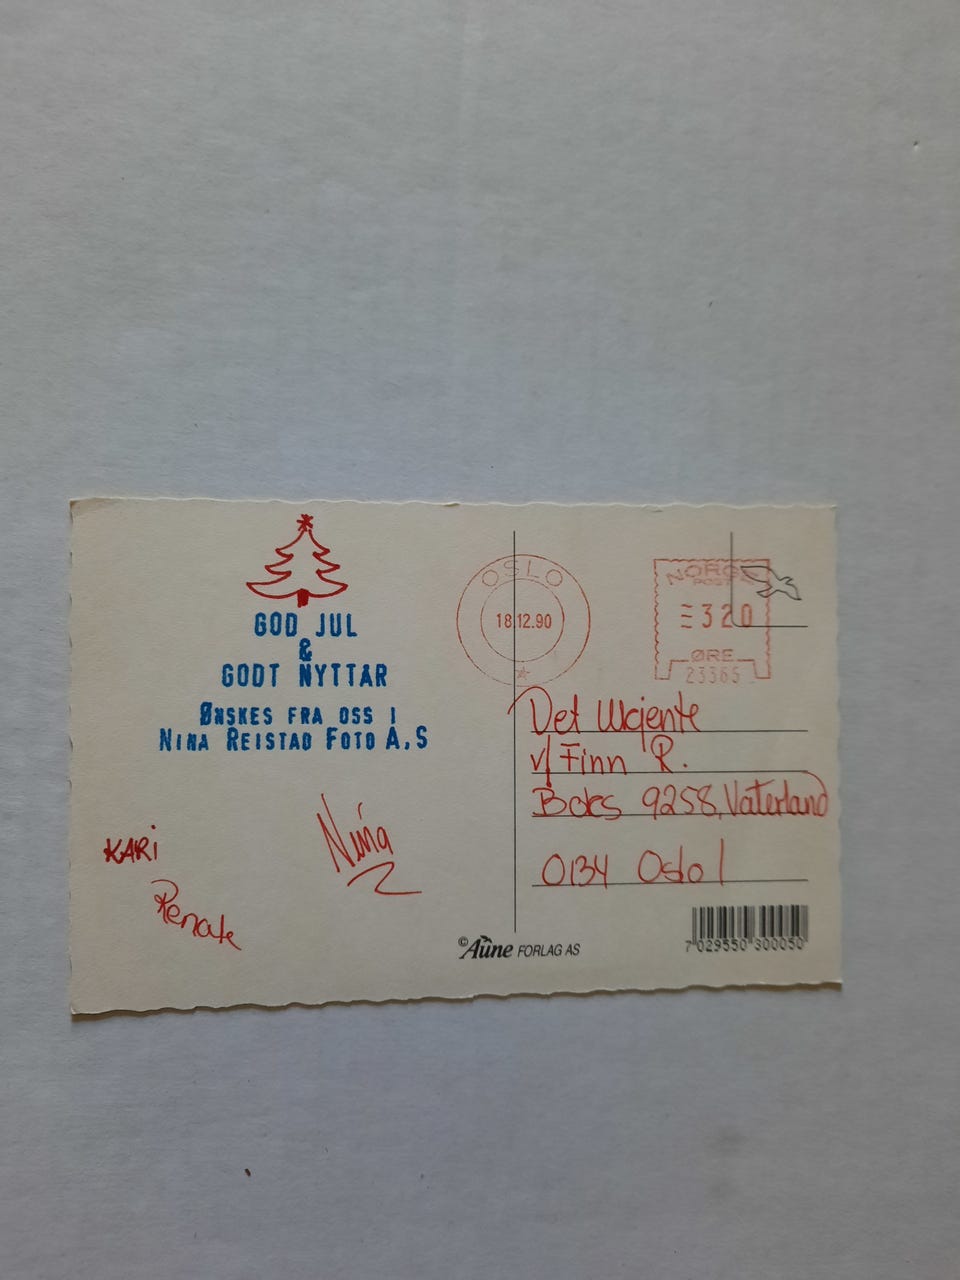 GOD JUL
&
GODT NYTTAR
ØNSKES FRA OSS I
NINA REISTAD FOTO A.S
KARI
Nina
Renate
OSLO
18.12.90
NORGE
POSTEN
320
ØRE
23365
Det Ukjente
v/ Finn R.
Boks 9258, Vaterland
0134 Oslo 1
© Aune FORLAG AS
7 029550 300050